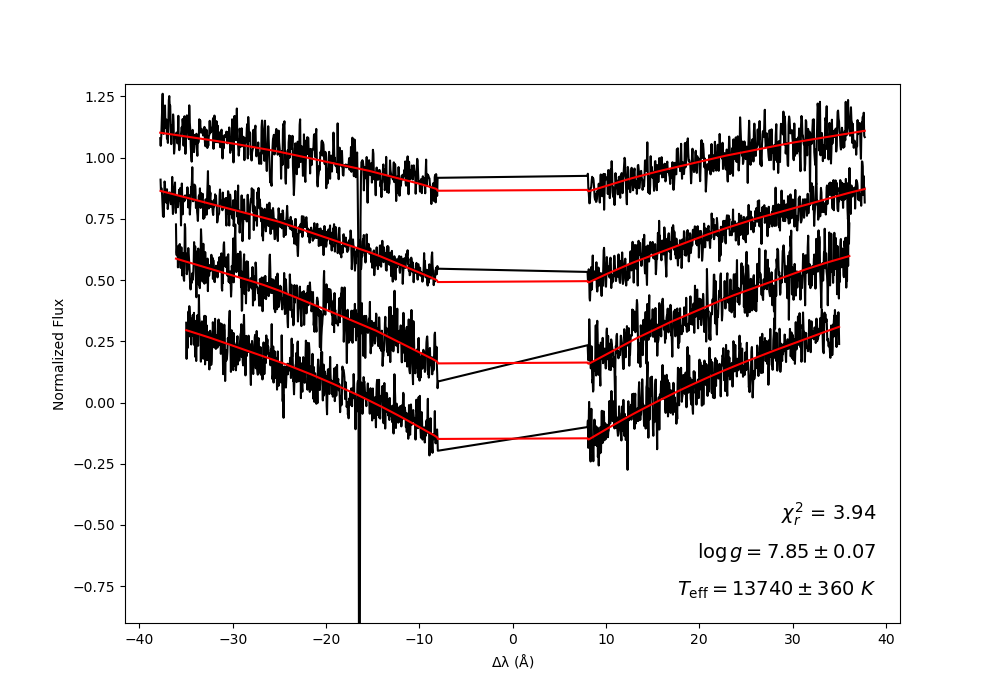 1.25
1.00
0.75
0.50
0.25
0.00
−0.25
−0.50
−0.75
Normalized Flux
χ²ᵣ = 3.94
log g = 7.85 ± 0.07
T_eff = 13740 ± 360 K
−40 −30 −20 −10 0 10 20 30 40
Δλ (Å)